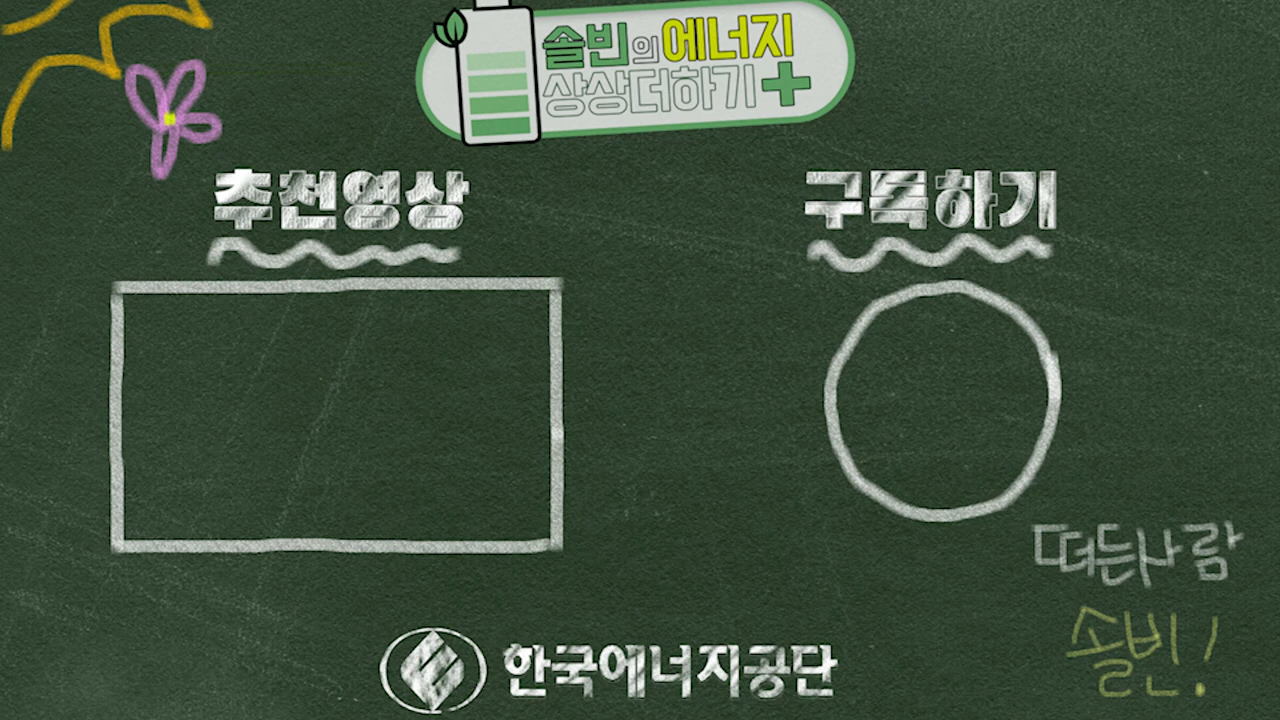 솔빈의 에너지
상상더하기+
추천영상
구독하기
떠든사람
솔빈!
한국에너지공단